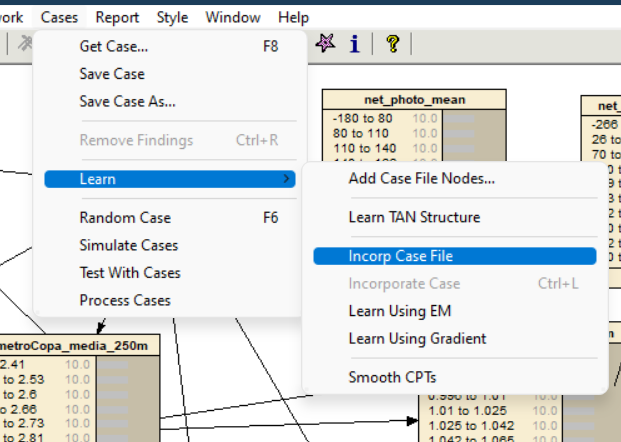 Cases Report Style Window Help
Get Case... F8
Save Case
Save Case As...
Remove Findings Ctrl+R
Learn
Random Case F6
Simulate Cases
Test With Cases
Process Cases
Add Case File Nodes...
Learn TAN Structure
Incorp Case File
Incorporate Case Ctrl+L
Learn Using EM
Learn Using Gradient
Smooth CPTs
net_photo_mean
-180 to 80 10.0
80 to 110 10.0
110 to 140 10.0
net_
-266
26 to
70 to
metroCopa_media_250m
2.41 10.0
to 2.53 10.0
to 2.6 10.0
to 2.66 10.0
to 2.73 10.0
to 2.81 10.0
0.990 to 1.01 10.0
1.01 to 1.025 10.0
1.025 to 1.042 10.0
1.042 to 1.065 10.0